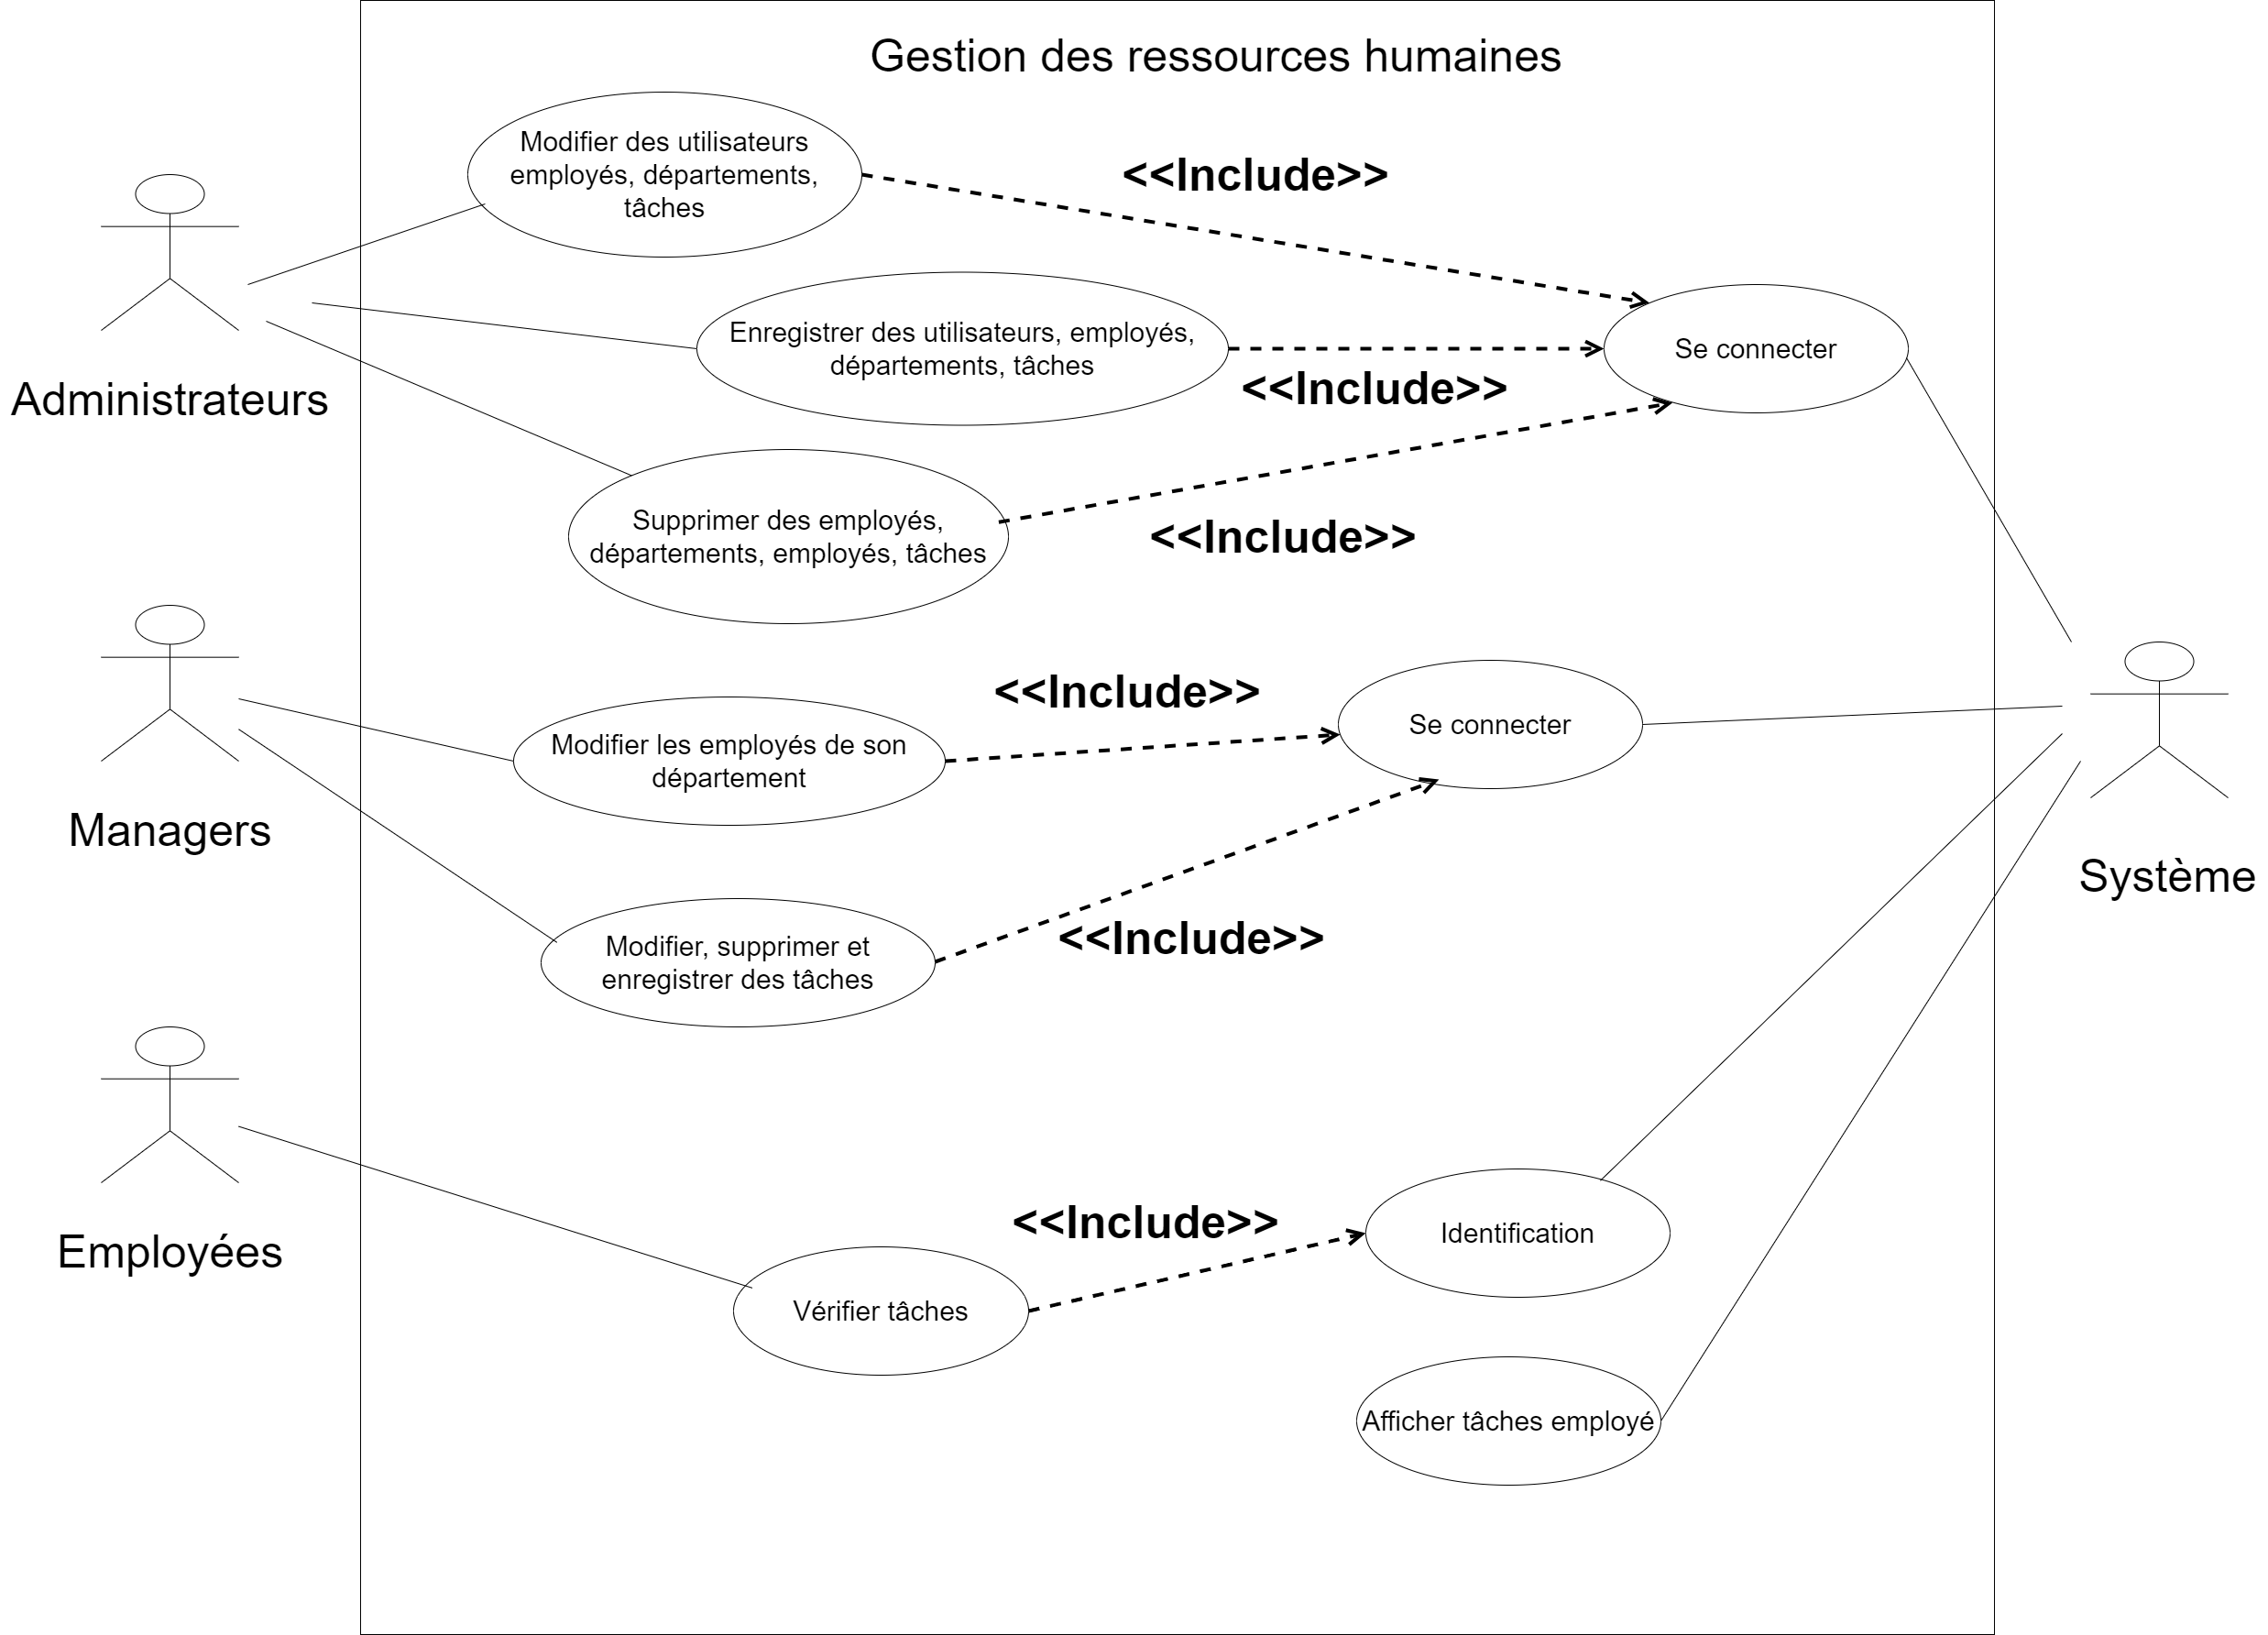 Gestion des ressources humaines
Modifier des utilisateurs
employés, départements,
tâches
<<Include>>
Administrateurs
Enregistrer des utilisateurs, employés,
départements, tâches
<<Include>>
Se connecter
Supprimer des employés,
départements, employés, tâches
<<Include>>
Managers
Modifier les employés de son
département
<<Include>>
Se connecter
Système
Modifier, supprimer et
enregistrer des tâches
<<Include>>
Employées
Vérifier tâches
<<Include>>
Identification
Afficher tâches employé